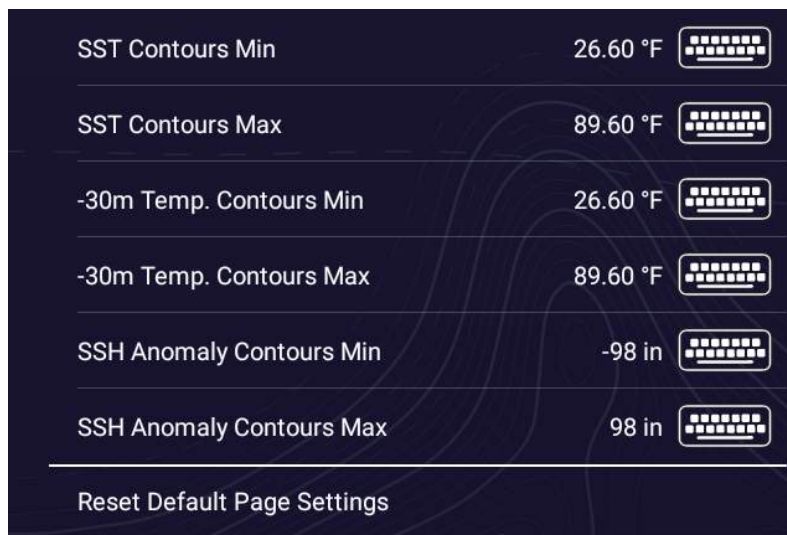 SST Contours Min 26.60 °F
SST Contours Max 89.60 °F
-30m Temp. Contours Min 26.60 °F
-30m Temp. Contours Max 89.60 °F
SSH Anomaly Contours Min -98 in
SSH Anomaly Contours Max 98 in
Reset Default Page Settings